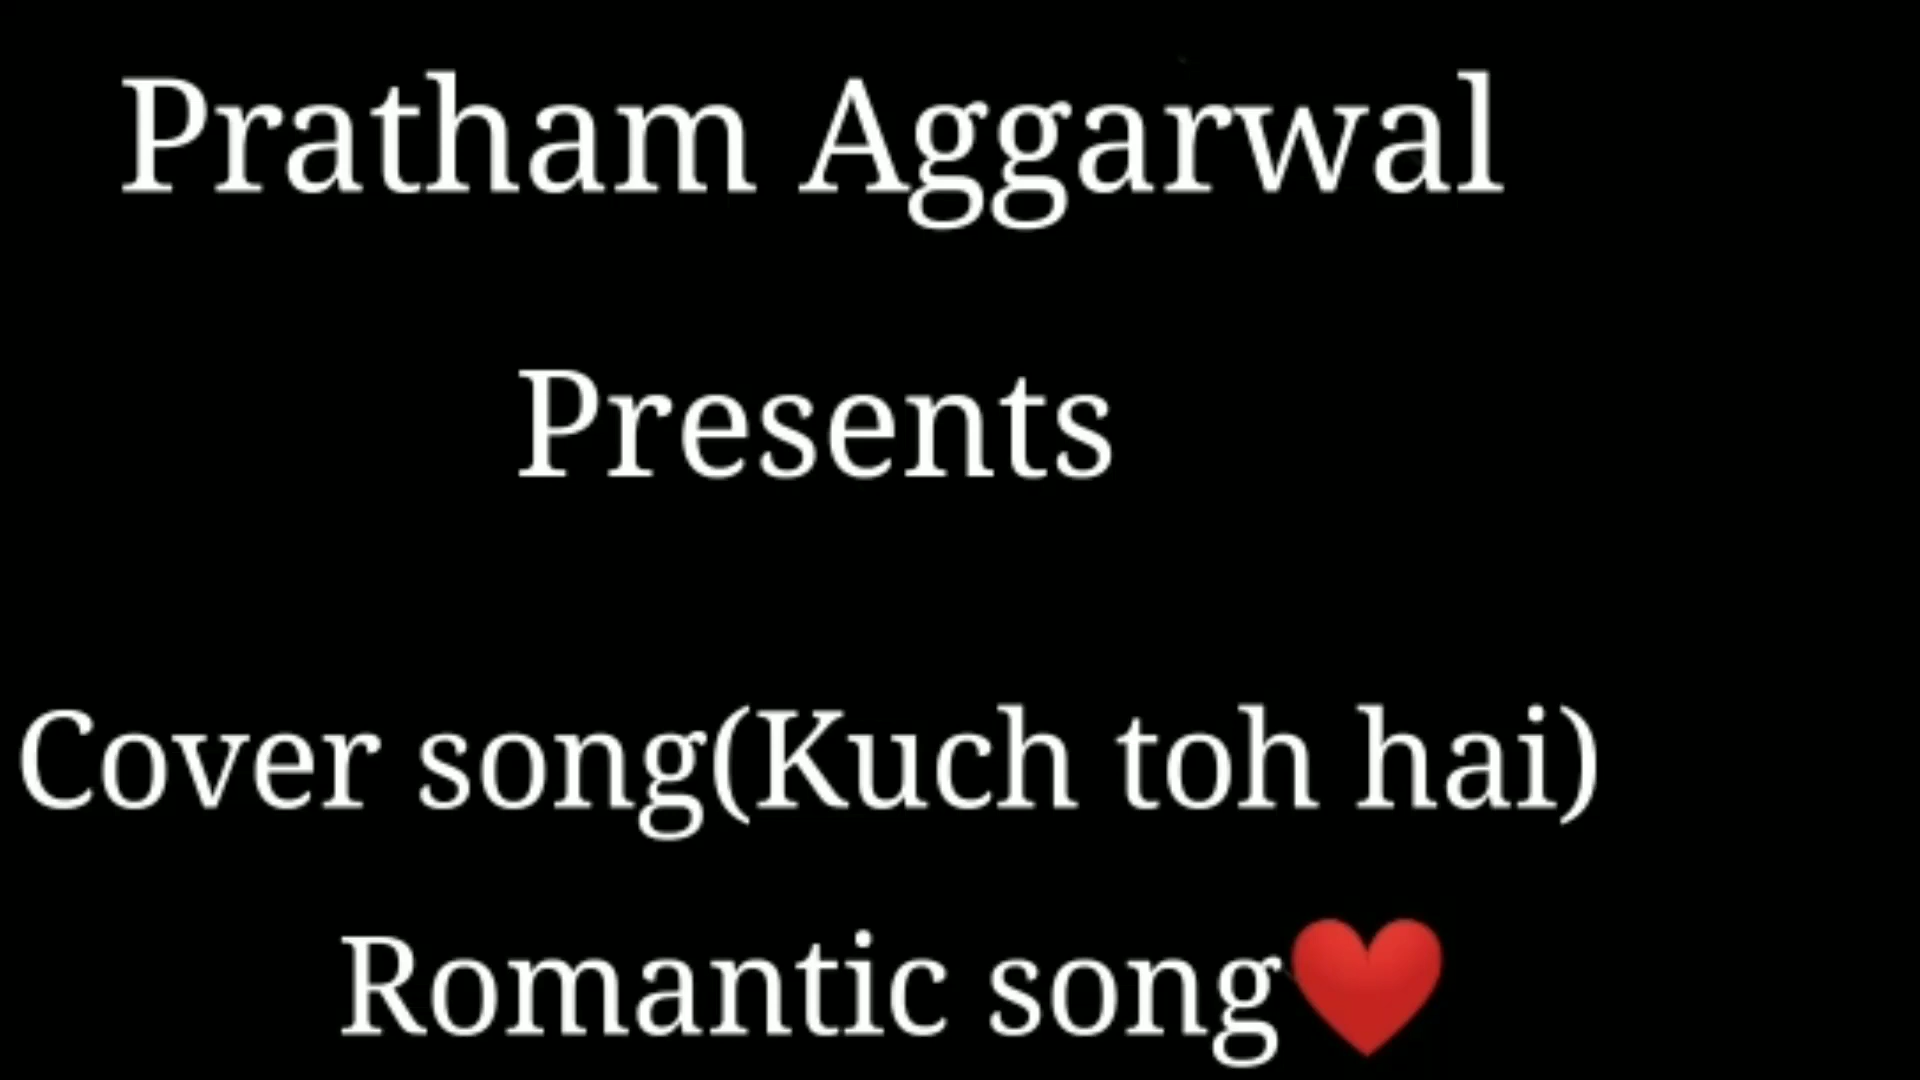 Pratham Aggarwal
Presents
Cover song(Kuch toh hai)
Romantic song❤️